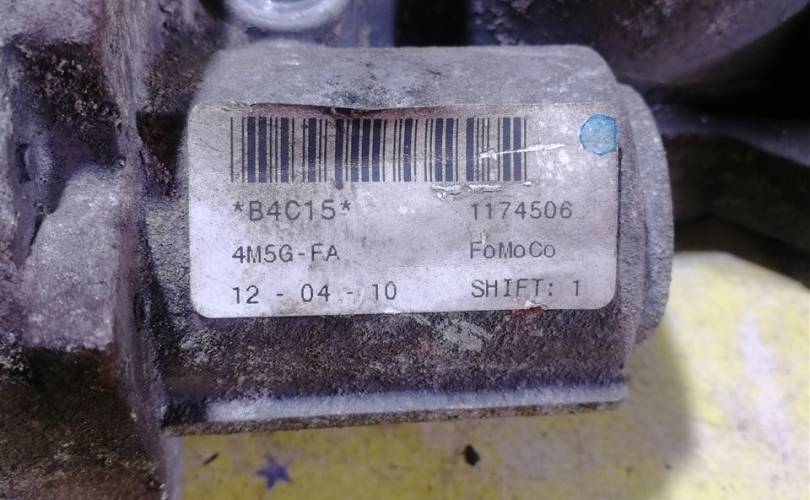 *B4C15* 1174506
4M5G-FA FoMoCo
12 - 04 - 10 SHIFT: 1